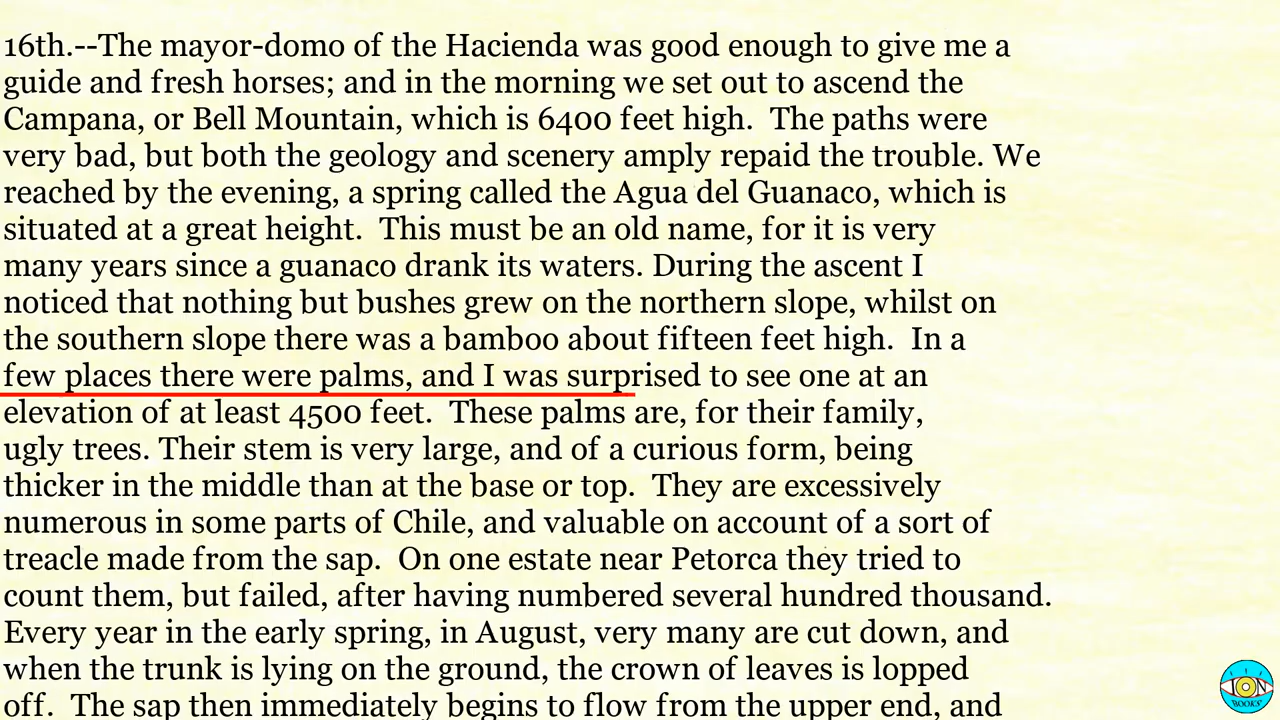 16th.--The mayor-domo of the Hacienda was good enough to give me a
guide and fresh horses; and in the morning we set out to ascend the
Campana, or Bell Mountain, which is 6400 feet high.  The paths were
very bad, but both the geology and scenery amply repaid the trouble. We
reached by the evening, a spring called the Agua del Guanaco, which is
situated at a great height.  This must be an old name, for it is very
many years since a guanaco drank its waters. During the ascent I
noticed that nothing but bushes grew on the northern slope, whilst on
the southern slope there was a bamboo about fifteen feet high.  In a
few places there were palms, and I was surprised to see one at an
elevation of at least 4500 feet.  These palms are, for their family,
ugly trees. Their stem is very large, and of a curious form, being
thicker in the middle than at the base or top.  They are excessively
numerous in some parts of Chile, and valuable on account of a sort of
treacle made from the sap.  On one estate near Petorca they tried to
count them, but failed, after having numbered several hundred thousand.
Every year in the early spring, in August, very many are cut down, and
when the trunk is lying on the ground, the crown of leaves is lopped
off.  The sap then immediately begins to flow from the upper end, and
ION
BOOKS